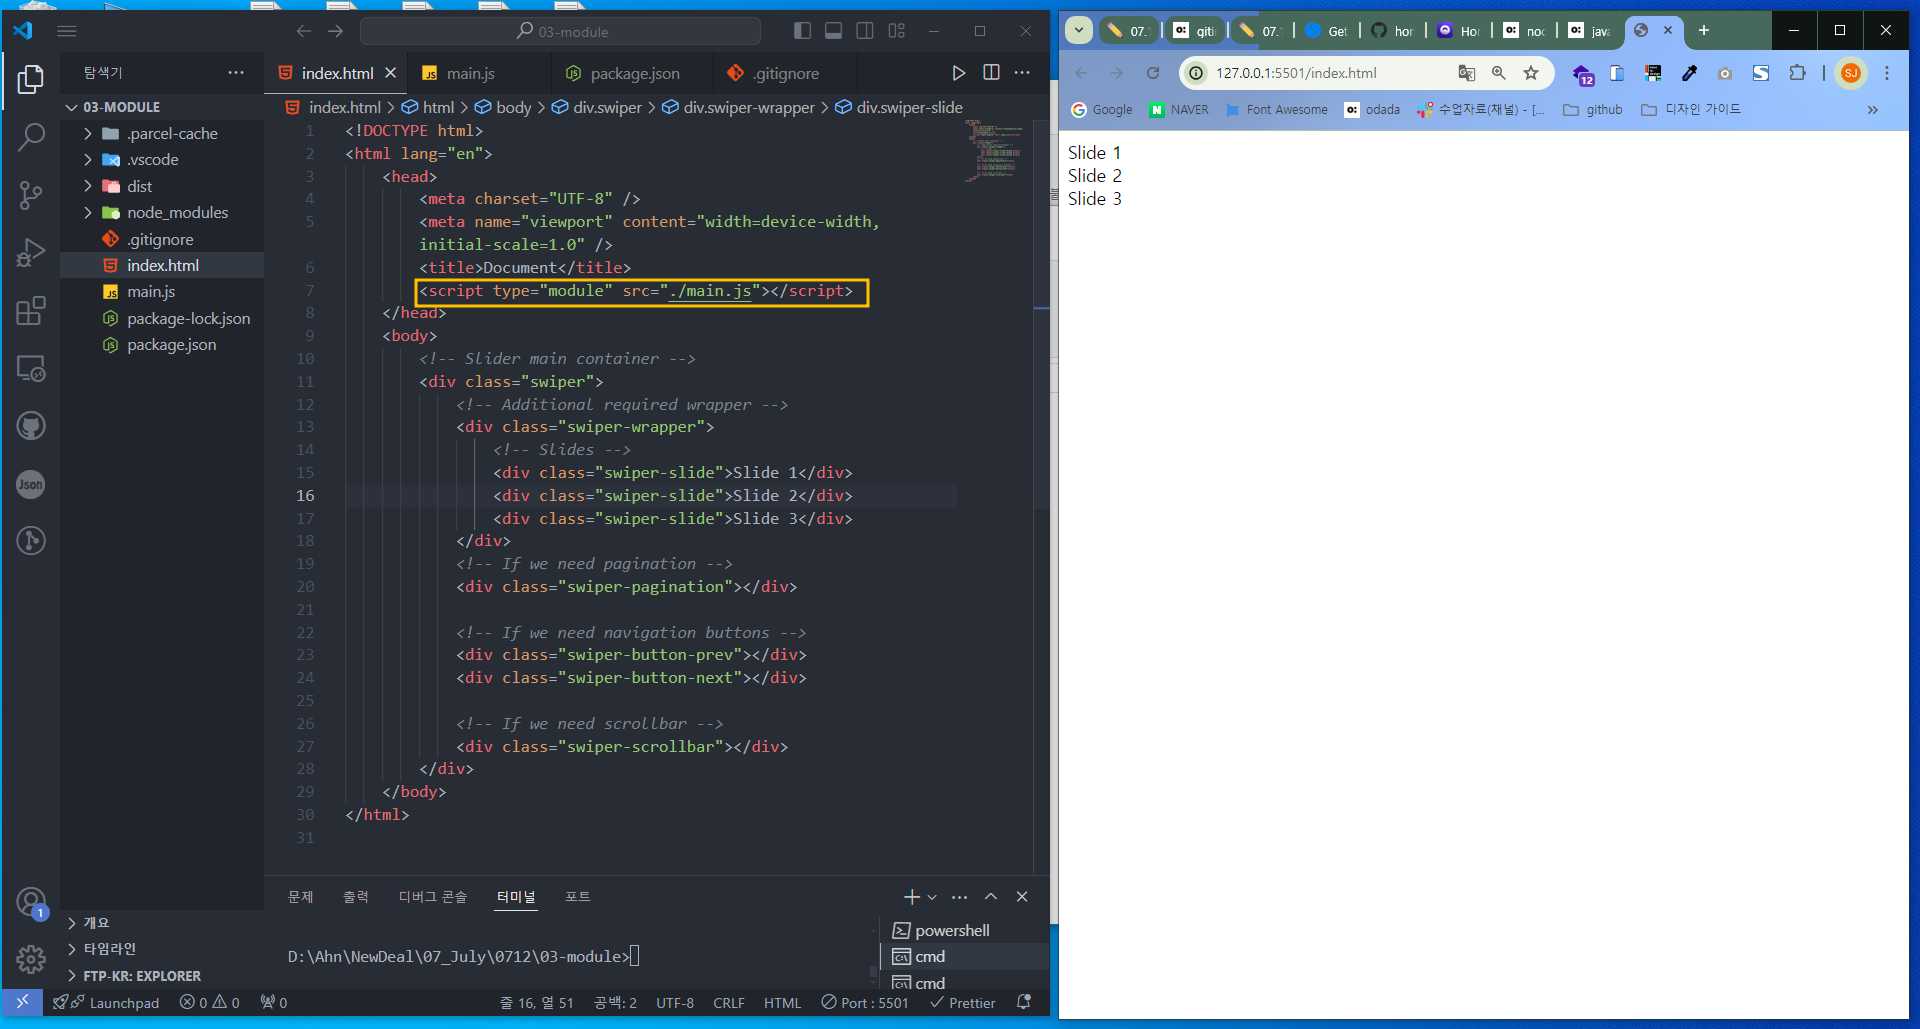 03-module
탐색기
index.html
main.js
package.json
.gitignore
03-MODULE
.parcel-cache
.vscode
dist
node_modules
.gitignore
index.html
main.js
package-lock.json
package.json
index.html > html > body > div.swiper > div.swiper-wrapper > div.swiper-slide
1 <!DOCTYPE html>
2 <html lang="en">
3 <head>
4 <meta charset="UTF-8" />
5 <meta name="viewport" content="width=device-width,
initial-scale=1.0" />
6 <title>Document</title>
7 <script type="module" src="./main.js"></script>
8 </head>
9 <body>
10 <!-- Slider main container -->
11 <div class="swiper">
12 <!-- Additional required wrapper -->
13 <div class="swiper-wrapper">
14 <!-- Slides -->
15 <div class="swiper-slide">Slide 1</div>
16 <div class="swiper-slide">Slide 2</div>
17 <div class="swiper-slide">Slide 3</div>
18 </div>
19 <!-- If we need pagination -->
20 <div class="swiper-pagination"></div>
21
22 <!-- If we need navigation buttons -->
23 <div class="swiper-button-prev"></div>
24 <div class="swiper-button-next"></div>
25
26 <!-- If we need scrollbar -->
27 <div class="swiper-scrollbar"></div>
28 </div>
29 </body>
30 </html>
31
Json
1
개요
타임라인
FTP-KR: EXPLORER
문제 출력 디버그 콘솔 터미널 포트
D:\Ahn\NewDeal\07_July\0712\03-module>
powershell
cmd
cmd
Launchpad 0 0 0 줄 16, 열 51 공백: 2 UTF-8 CRLF HTML Port : 5501 Prettier
07. giti 07. Get hor Hor noc java
127.0.0.1:5501/index.html
12
SJ
Google NAVER Font Awesome odada 수업자료(채널) - [... github 디자인 가이드
Slide 1
Slide 2
Slide 3